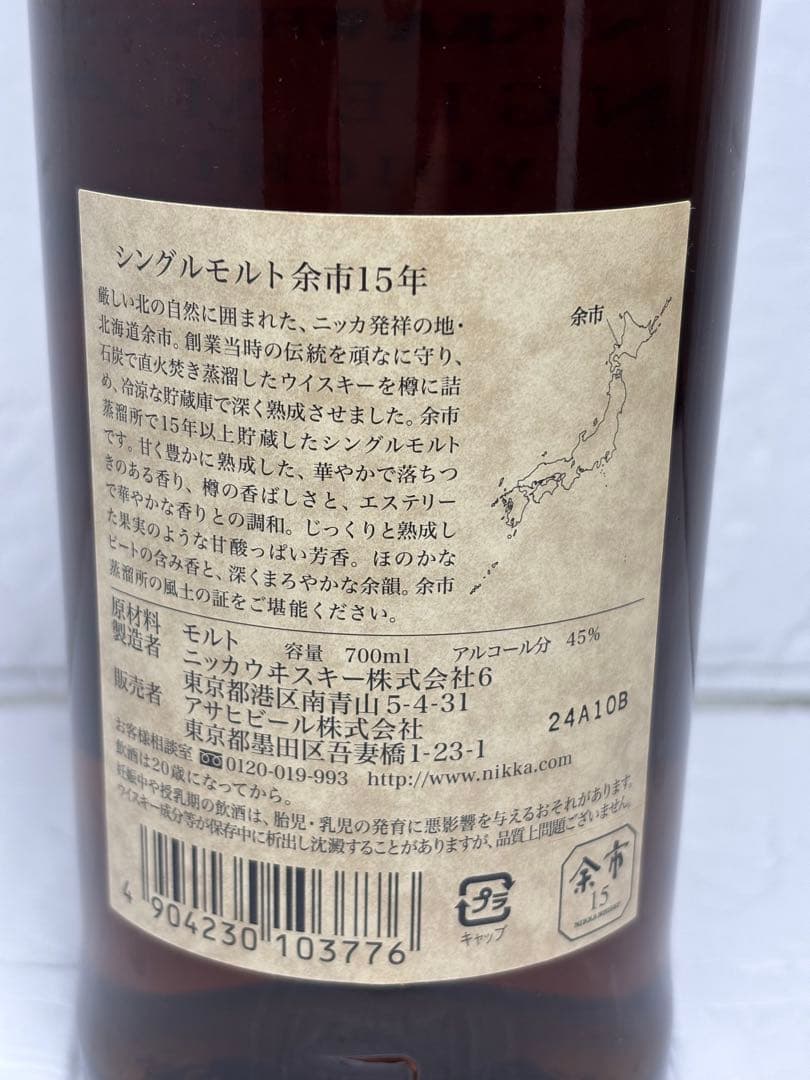 シングルモルト余市15年
厳しい北の自然に囲まれた、ニッカ発祥の地・
北海道余市。創業当時の伝統を頑なに守り、
石炭で直火焚き蒸溜したウイスキーを樽に詰
め、冷涼な貯蔵庫で深く熟成させました。余市
蒸溜所で15年以上貯蔵したシングルモルト
です。甘く豊かに熟成した、華やかで落ちつ
きのある香り、樽の香ばしさと、エステリー
で華やかな香りとの調和。じっくりと熟成し
た果実のような甘酸っぱい芳香。ほのかな
ピートの含み香と、深くまろやかな余韻。余市
蒸溜所の風土の証をご堪能ください。
余市
原材料 モルト 容量 700ml アルコール分 45%
製造者 ニッカウヰスキー株式会社6
東京都港区南青山5-4-31
販売者 アサヒビール株式会社
東京都墨田区吾妻橋1-23-1
24A10B
お客様相談室 0120-019-993 http://www.nikka.com
飲酒は20歳になってから。
妊娠中や授乳期の飲酒は、胎児・乳児の発育に悪影響を与えるおそれがあります。
ウイスキー成分等が保存中に析出し沈澱することがありますが、品質上問題ございません。
4 904230 103776
プラ
キャップ
余市
15
NIKKA WHISKY